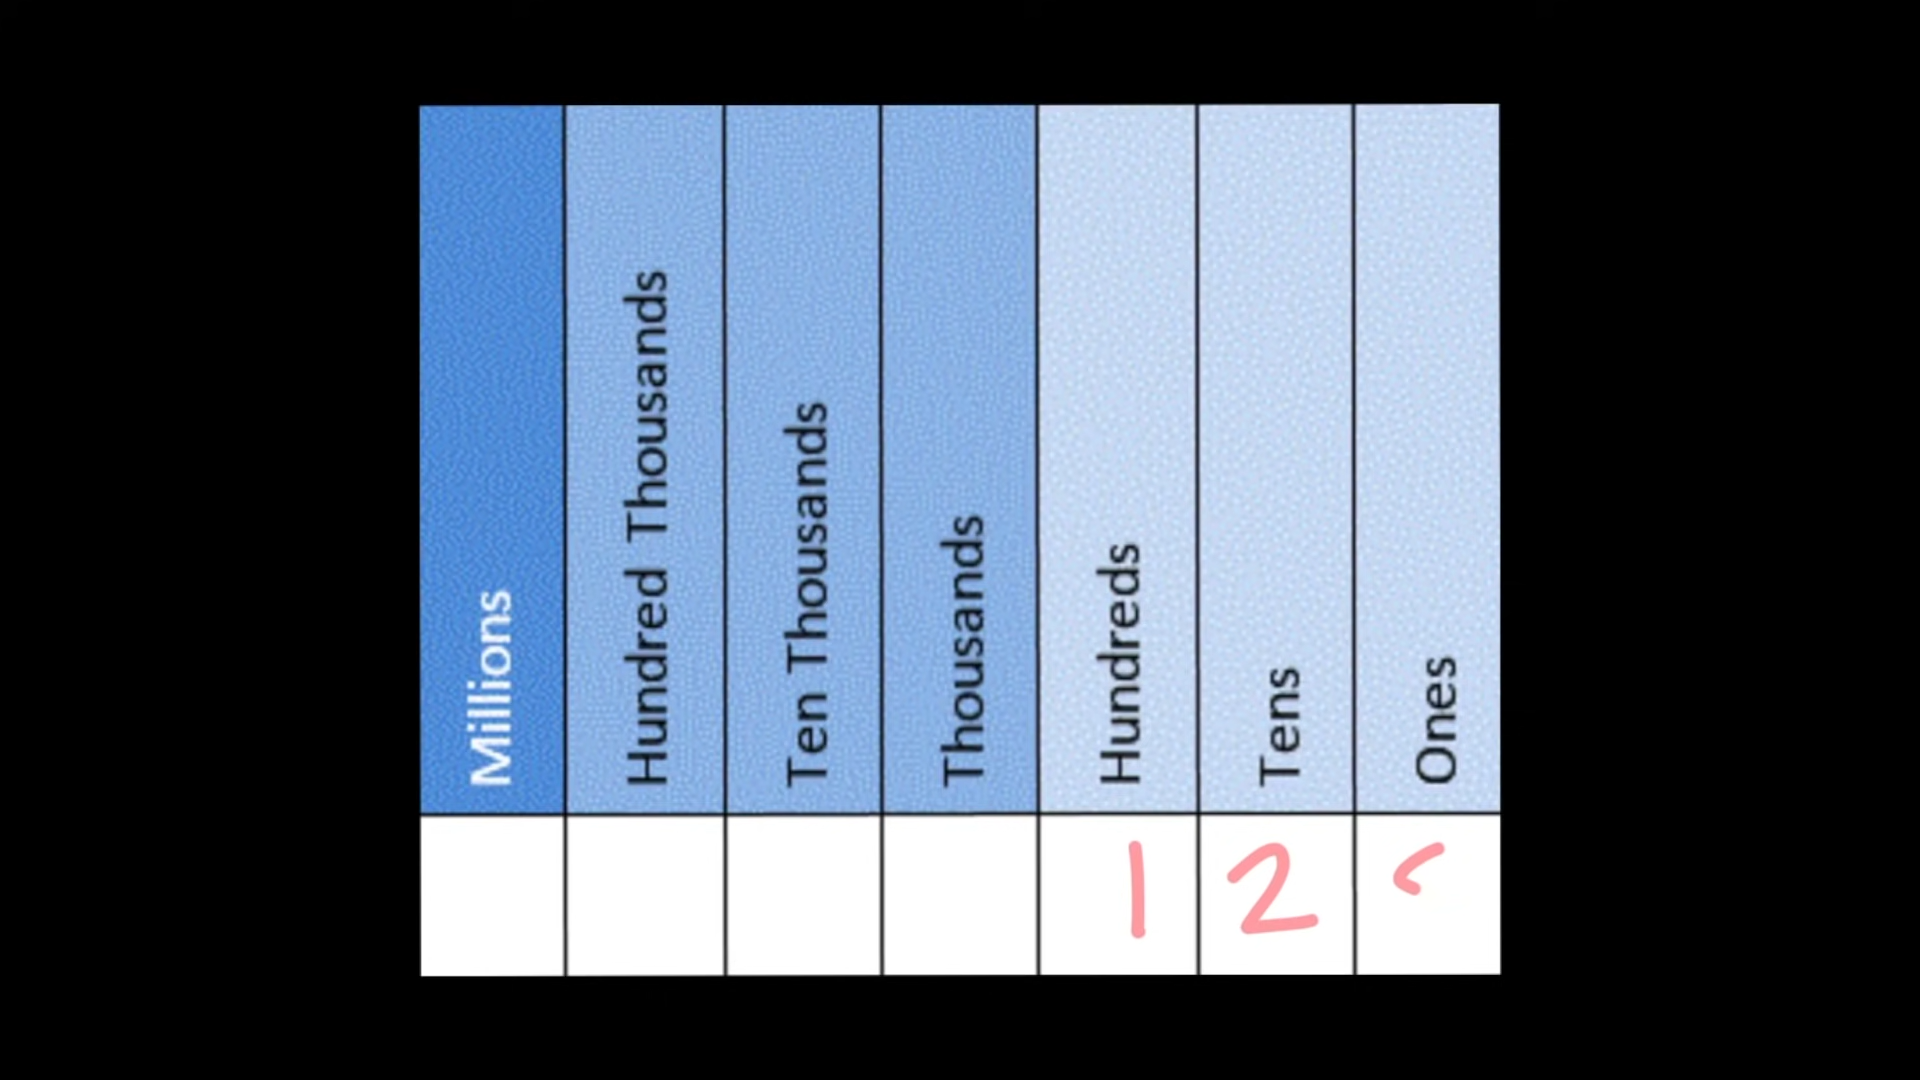 Millions
Hundred Thousands
Ten Thousands
Thousands
Hundreds
Tens
Ones
1 2